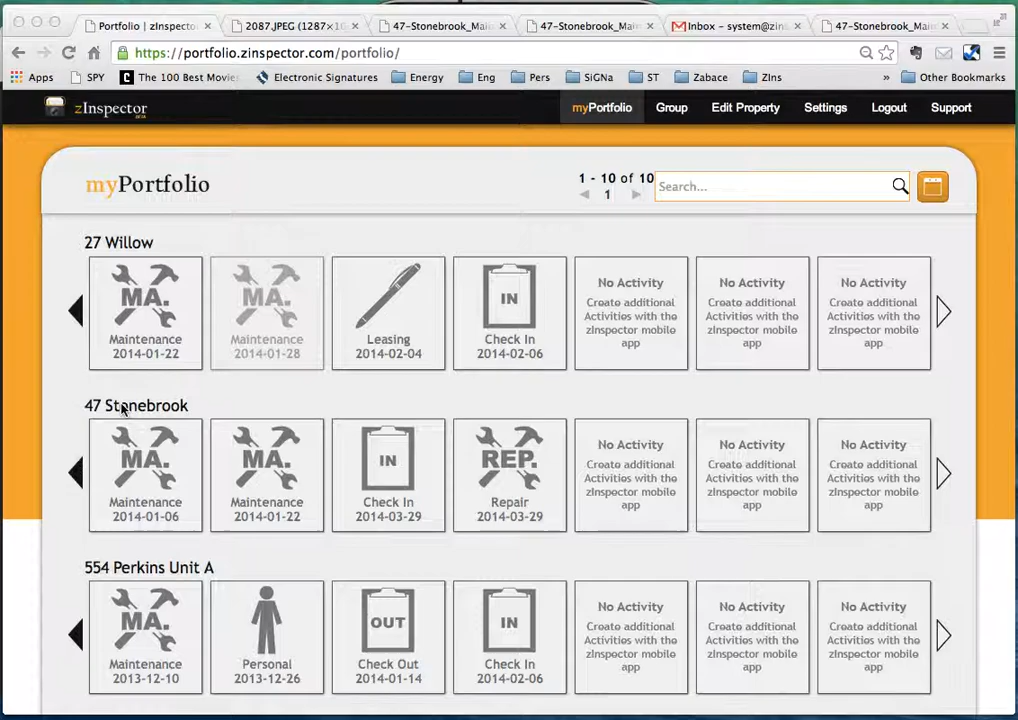 Portfolio | zInspector
2087.JPEG (1287×1
47-Stonebrook_Mai
47-Stonebrook_Mai
Inbox - system@zins
47-Stonebrook_Mai
https://portfolio.zinspector.com/portfolio/
Apps
SPY
The 100 Best Movie
Electronic Signatures
Energy
Eng
Pers
SiGNa
ST
Zabace
ZIns
»
Other Bookmarks
zInspector
BETA
myPortfolio
Group
Edit Property
Settings
Logout
Support
myPortfolio
1 - 10 of 10
1
Search...
27 Willow
MA.
Maintenance
2014-01-22
MA.
Maintenance
2014-01-28
Leasing
2014-02-04
IN
Check In
2014-02-06
No Activity
Create additional
Activities with the
zInspector mobile
app
No Activity
Create additional
Activities with the
zInspector mobile
app
No Activity
Create additional
Activities with the
zInspector mobile
app
47 Stonebrook
MA.
Maintenance
2014-01-06
MA.
Maintenance
2014-01-22
IN
Check In
2014-03-29
REP.
Repair
2014-03-29
No Activity
Create additional
Activities with the
zInspector mobile
app
No Activity
Create additional
Activities with the
zInspector mobile
app
No Activity
Create additional
Activities with the
zInspector mobile
app
554 Perkins Unit A
MA.
Maintenance
2013-12-10
Personal
2013-12-26
OUT
Check Out
2014-01-14
IN
Check In
2014-02-06
No Activity
Create additional
Activities with the
zInspector mobile
app
No Activity
Create additional
Activities with the
zInspector mobile
app
No Activity
Create additional
Activities with the
zInspector mobile
app